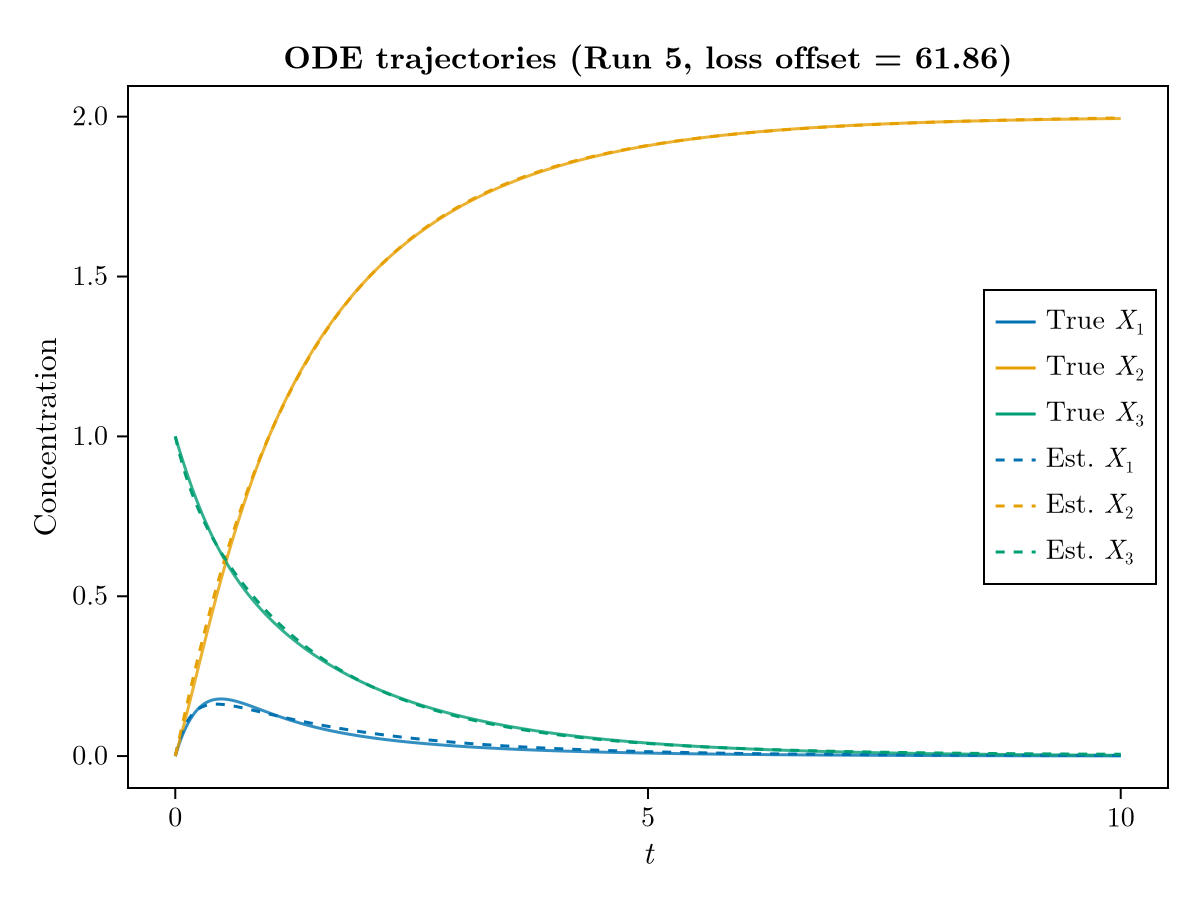 ODE trajectories (Run 5, loss offset = 61.86)
Concentration
2.0
1.5
1.0
0.5
0.0
0
5
10
t
True X₁
True X₂
True X₃
Est. X₁
Est. X₂
Est. X₃